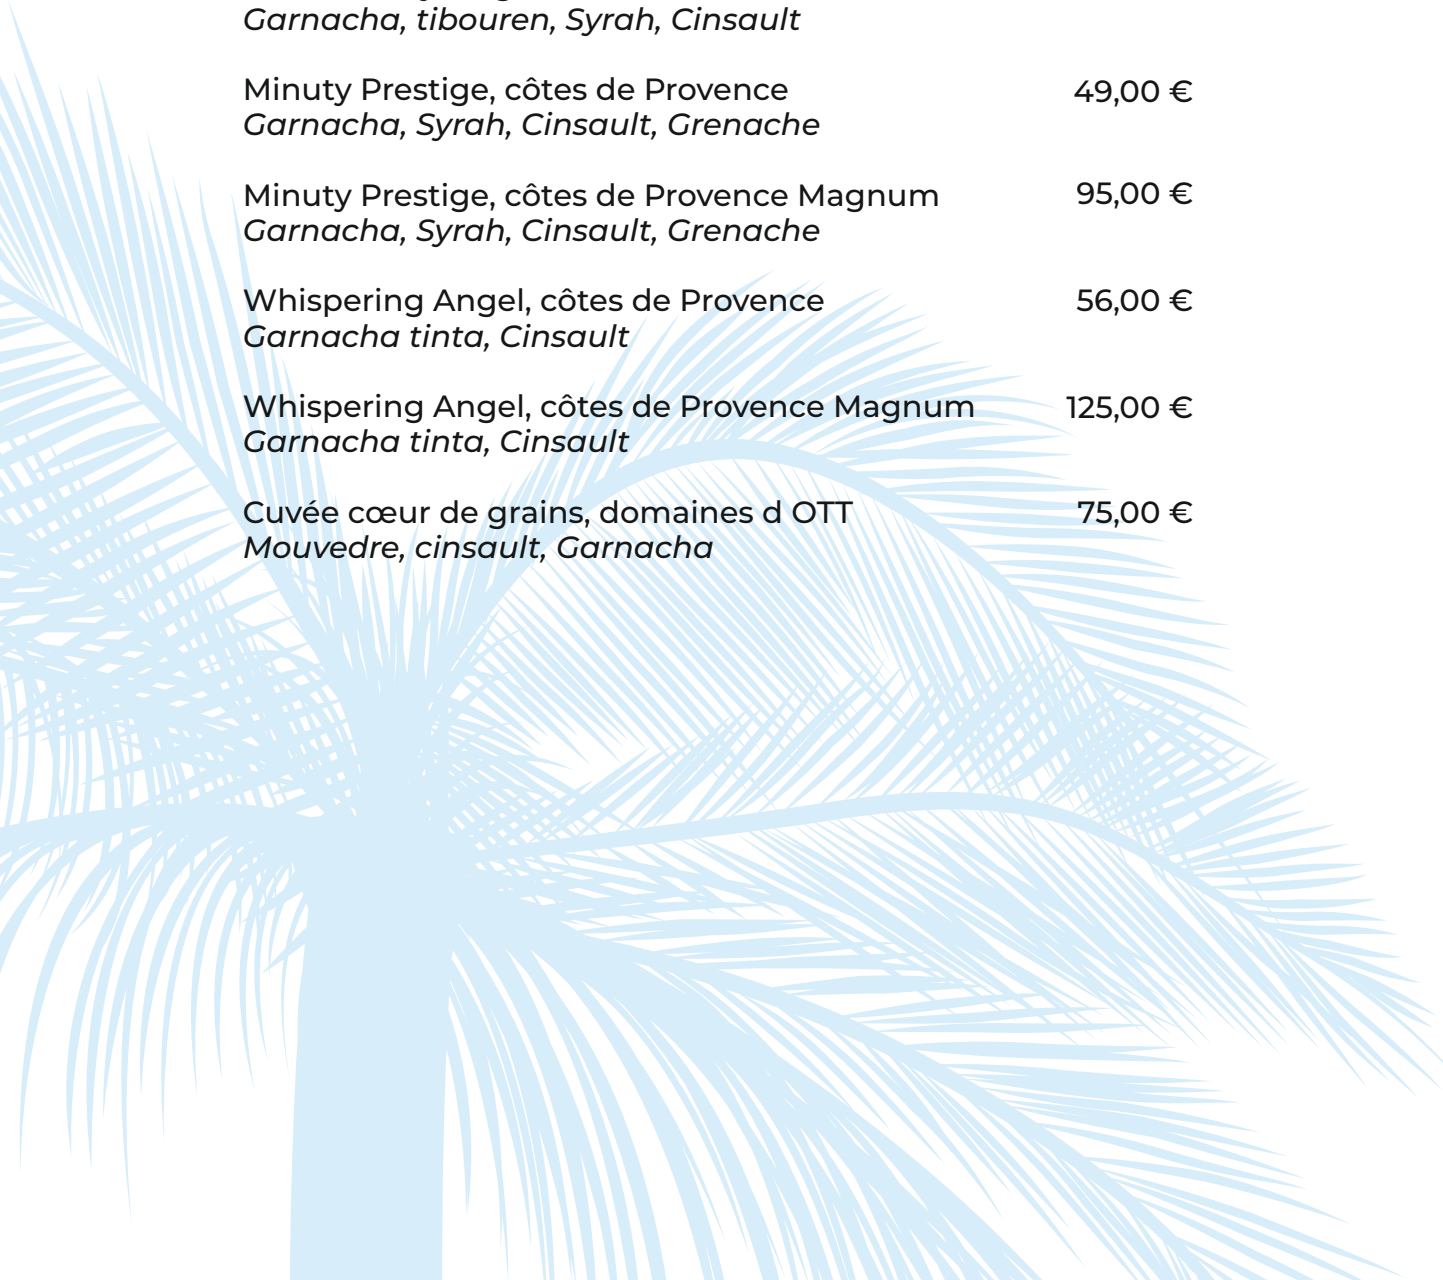 Garnacha, tibouren, Syrah, Cinsault
Minuty Prestige, côtes de Provence 49,00 €
Garnacha, Syrah, Cinsault, Grenache
Minuty Prestige, côtes de Provence Magnum 95,00 €
Garnacha, Syrah, Cinsault, Grenache
Whispering Angel, côtes de Provence 56,00 €
Garnacha tinta, Cinsault
Whispering Angel, côtes de Provence Magnum 125,00 €
Garnacha tinta, Cinsault
Cuvée cœur de grains, domaines d OTT 75,00 €
Mouvedre, cinsault, Garnacha